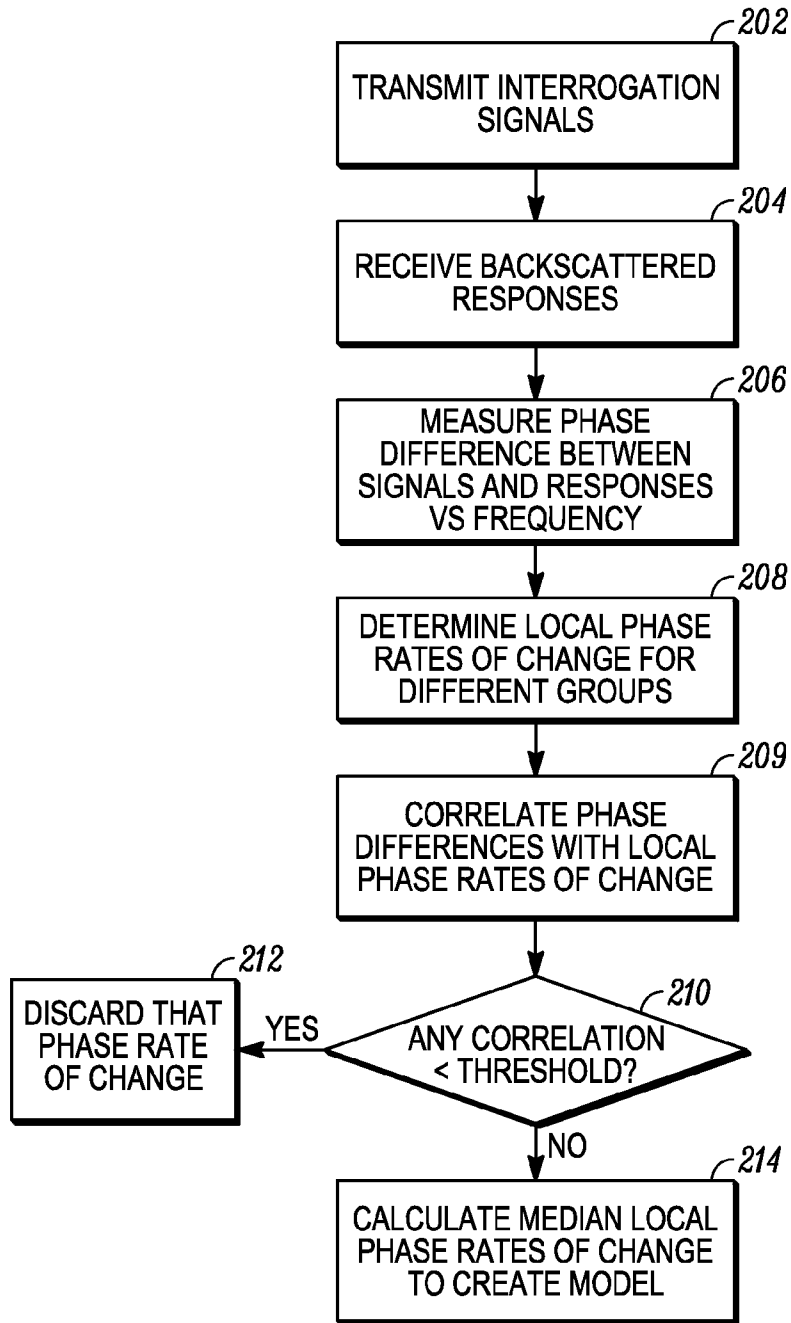 202
TRANSMIT INTERROGATION
SIGNALS
204
RECEIVE BACKSCATTERED
RESPONSES
206
MEASURE PHASE
DIFFERENCE BETWEEN
SIGNALS AND RESPONSES
VS FREQUENCY
208
DETERMINE LOCAL PHASE
RATES OF CHANGE FOR
DIFFERENT GROUPS
209
CORRELATE PHASE
DIFFERENCES WITH LOCAL
PHASE RATES OF CHANGE
210
ANY CORRELATION
< THRESHOLD?
YES
212
DISCARD THAT
PHASE RATE
OF CHANGE
NO
214
CALCULATE MEDIAN LOCAL
PHASE RATES OF CHANGE
TO CREATE MODEL